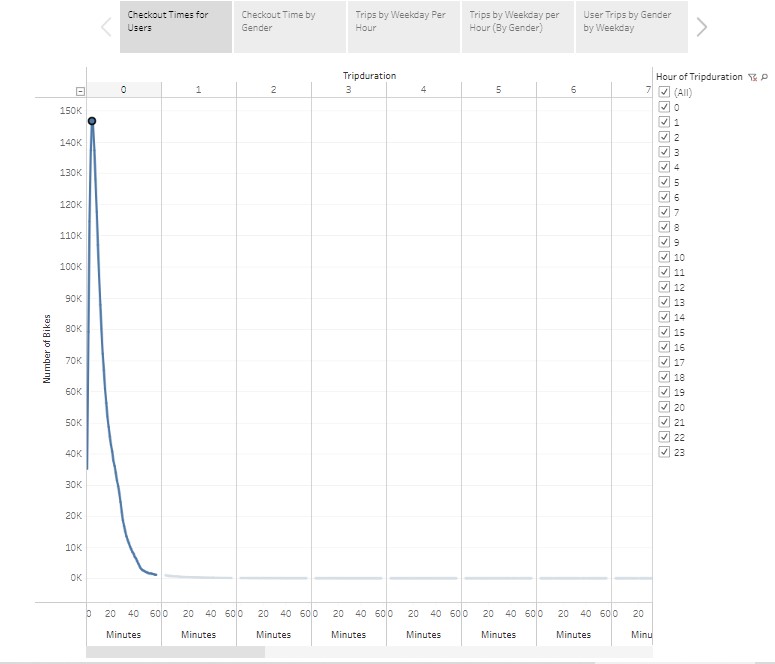 Checkout Times for
Users
Checkout Time by
Gender
Trips by Weekday Per
Hour
Trips by Weekday per
Hour (By Gender)
User Trips by Gender
by Weekday
Tripduration
0 1 2 3 4 5 6 7
Number of Bikes
150K
140K
130K
120K
110K
100K
90K
80K
70K
60K
50K
40K
30K
20K
10K
0K
0 20 40 60 0 20 40 60 0 20 40 60 0 20 40 60 0 20 40 60 0 20 40 60 0 20 40 60 0 20
Minutes Minutes Minutes Minutes Minutes Minutes Minutes Minu
Hour of Tripduration
(All)
0
1
2
3
4
5
6
7
8
9
10
11
12
13
14
15
16
17
18
19
20
21
22
23